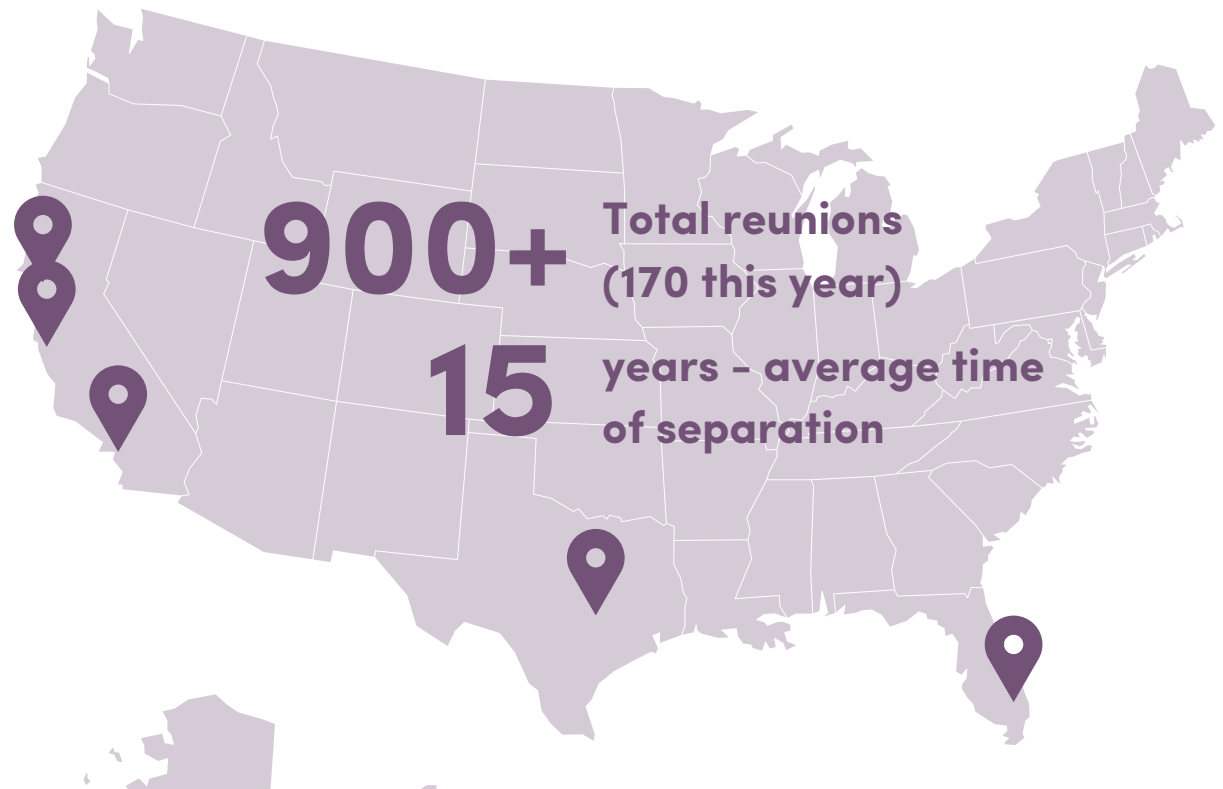 900+
Total reunions
(170 this year)
15
years - average time
of separation